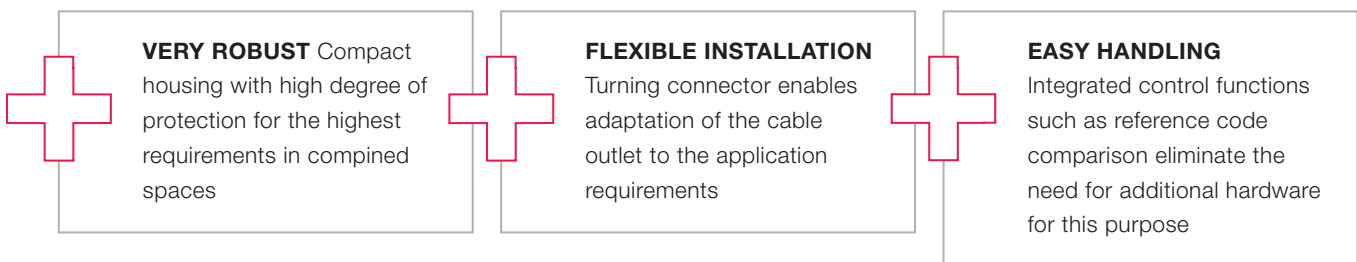 VERY ROBUST Compact
housing with high degree of
protection for the highest
requirements in compined
spaces
FLEXIBLE INSTALLATION
Turning connector enables
adaptation of the cable
outlet to the application
requirements
EASY HANDLING
Integrated control functions
such as reference code
comparison eliminate the
need for additional hardware
for this purpose